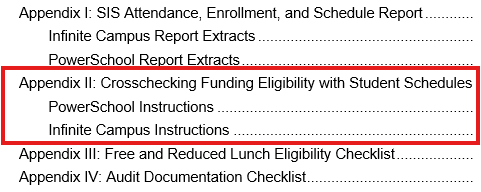 Appendix I: SIS Attendance, Enrollment, and Schedule Report ............
Infinite Campus Report Extracts ..................................................
PowerSchool Report Extracts .....................................................
Appendix II: Crosschecking Funding Eligibility with Student Schedules
PowerSchool Instructions ...........................................................
Infinite Campus Instructions ........................................................
Appendix III: Free and Reduced Lunch Eligibility Checklist..................
Appendix IV: Audit Documentation Checklist.......................................